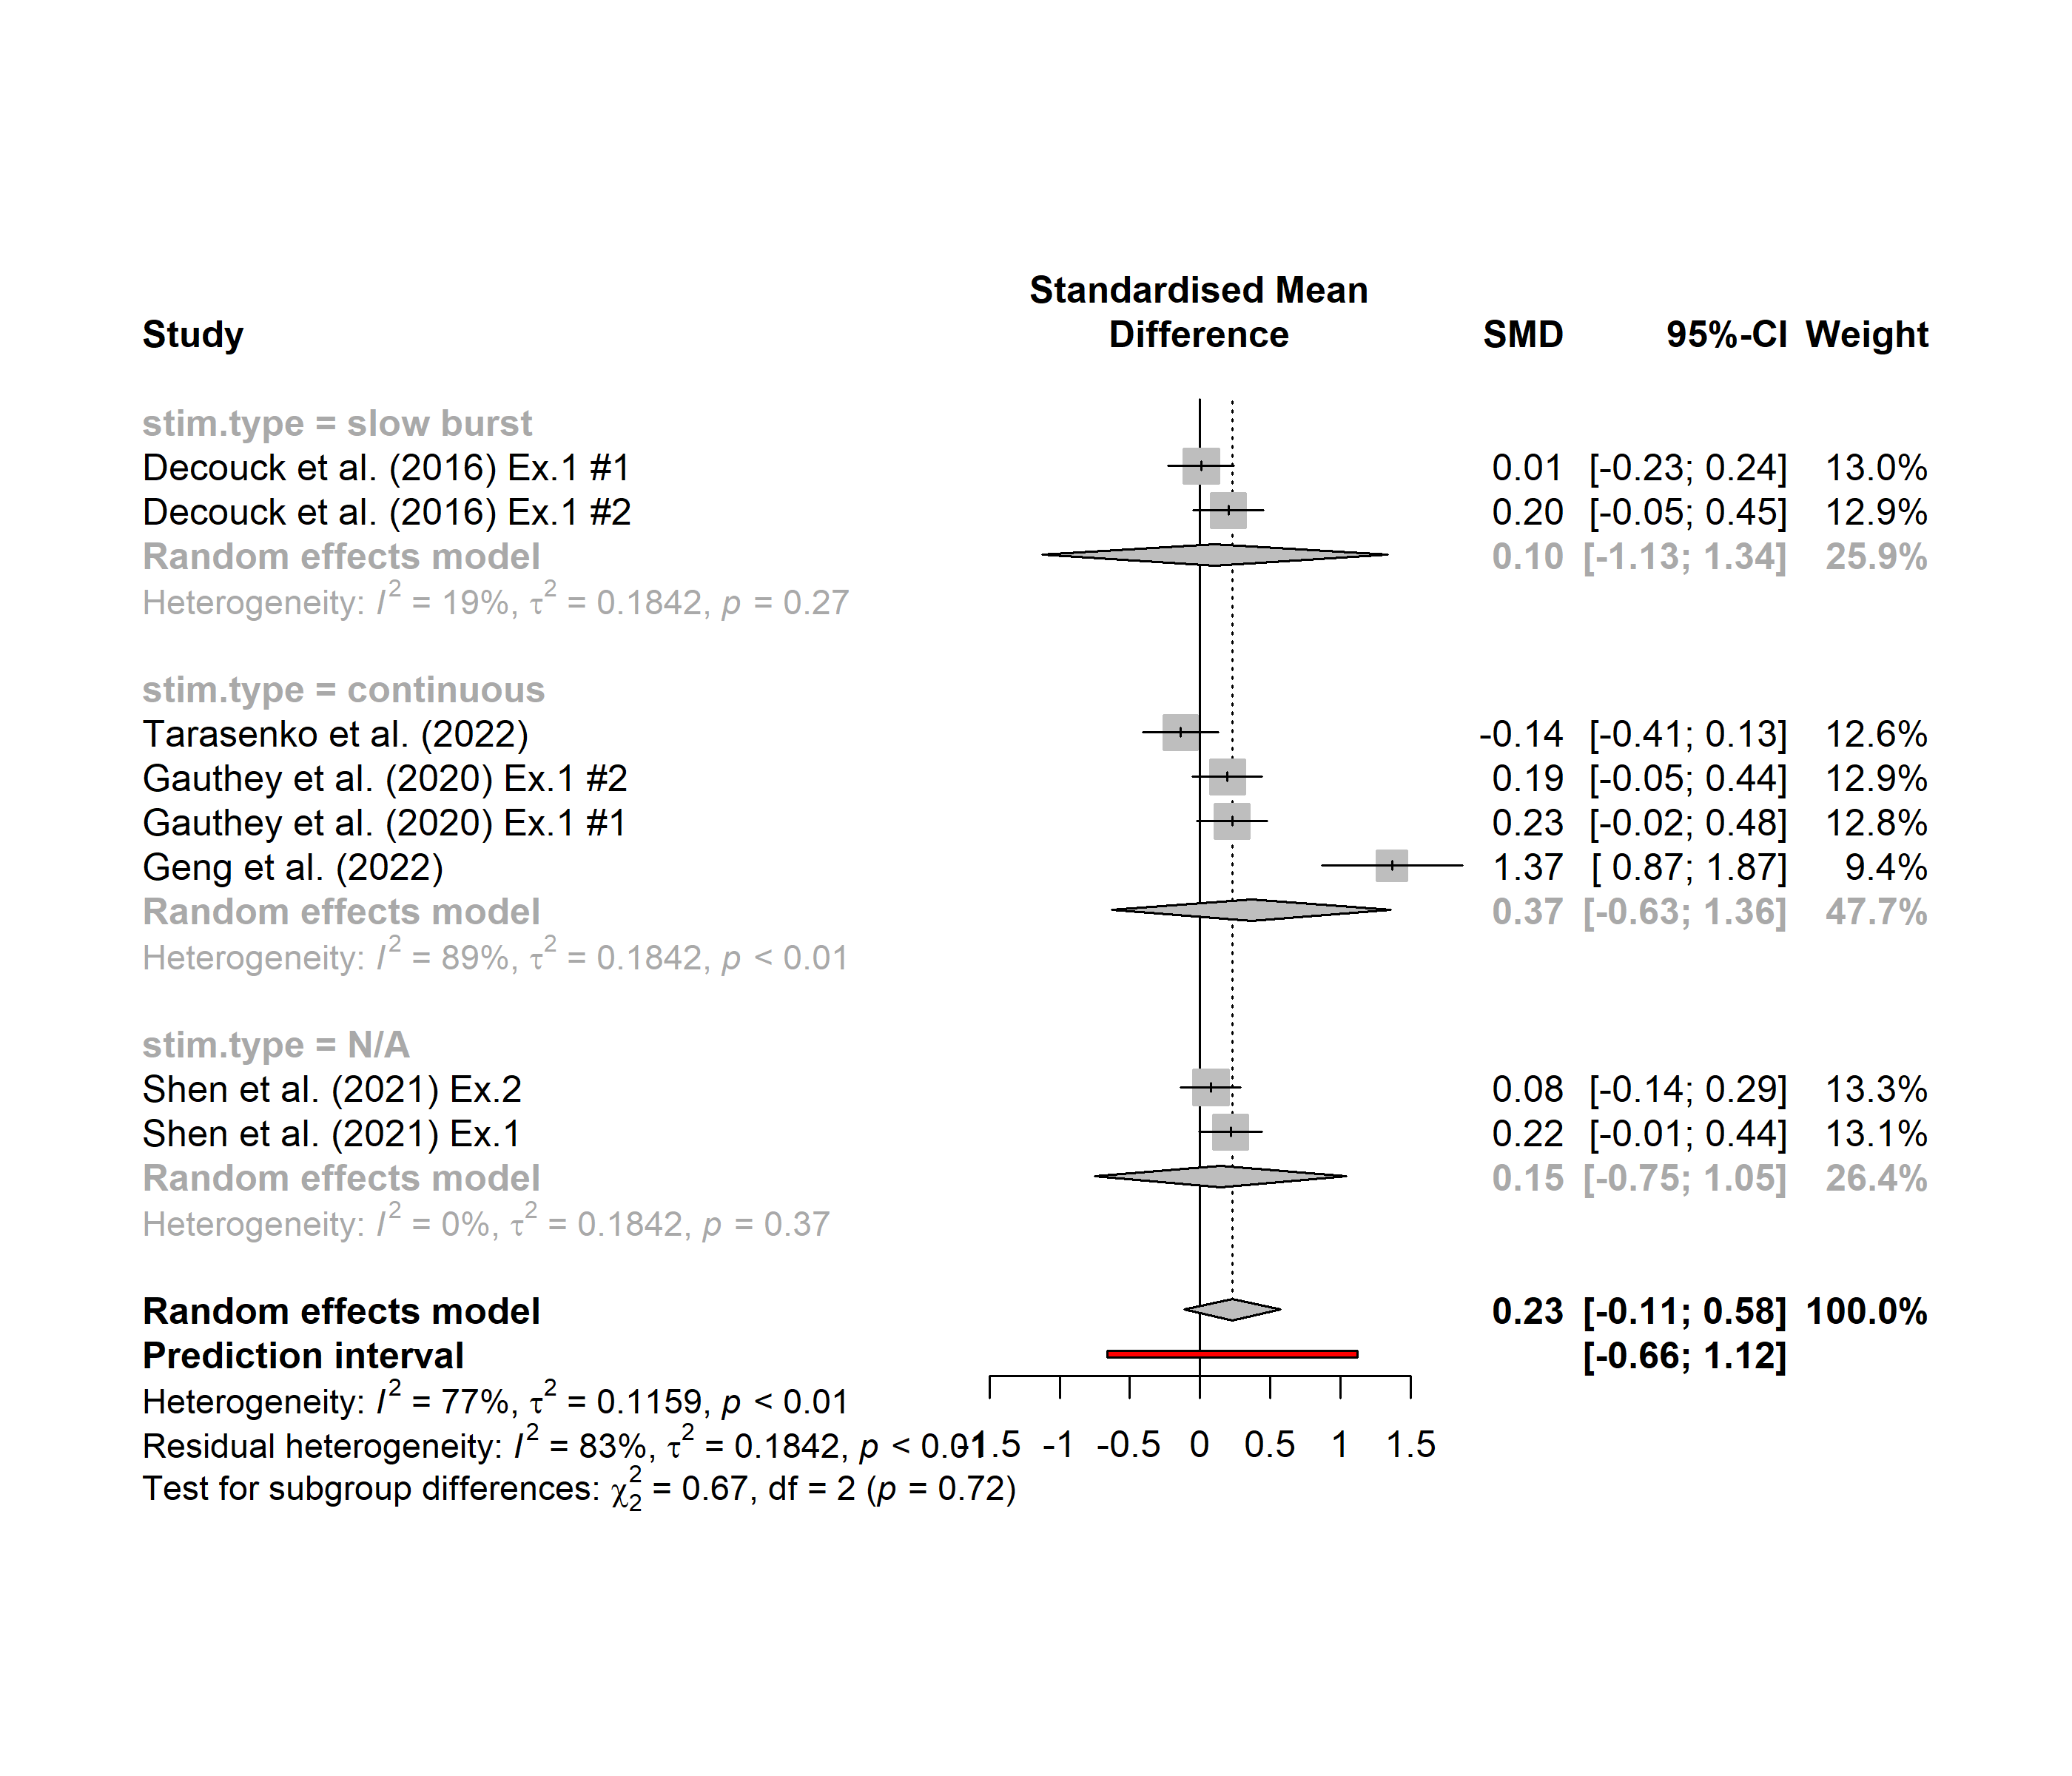 Standardised Mean
Study Difference SMD 95%-CI Weight
stim.type = slow burst
Decouck et al. (2016) Ex.1 #1 0.01 [-0.23; 0.24] 13.0%
Decouck et al. (2016) Ex.1 #2 0.20 [-0.05; 0.45] 12.9%
Random effects model 0.10 [-1.13; 1.34] 25.9%
Heterogeneity: I² = 19%, τ² = 0.1842, p = 0.27
stim.type = continuous
Tarasenko et al. (2022) -0.14 [-0.41; 0.13] 12.6%
Gauthey et al. (2020) Ex.1 #2 0.19 [-0.05; 0.44] 12.9%
Gauthey et al. (2020) Ex.1 #1 0.23 [-0.02; 0.48] 12.8%
Geng et al. (2022) 1.37 [ 0.87; 1.87] 9.4%
Random effects model 0.37 [-0.63; 1.36] 47.7%
Heterogeneity: I² = 89%, τ² = 0.1842, p < 0.01
stim.type = N/A
Shen et al. (2021) Ex.2 0.08 [-0.14; 0.29] 13.3%
Shen et al. (2021) Ex.1 0.22 [-0.01; 0.44] 13.1%
Random effects model 0.15 [-0.75; 1.05] 26.4%
Heterogeneity: I² = 0%, τ² = 0.1842, p = 0.37
Random effects model 0.23 [-0.11; 0.58] 100.0%
Prediction interval [-0.66; 1.12]
Heterogeneity: I² = 77%, τ² = 0.1159, p < 0.01
Residual heterogeneity: I² = 83%, τ² = 0.1842, p < 0.01 -1.5 -1 -0.5 0 0.5 1 1.5
Test for subgroup differences: χ²₂ = 0.67, df = 2 (p = 0.72)